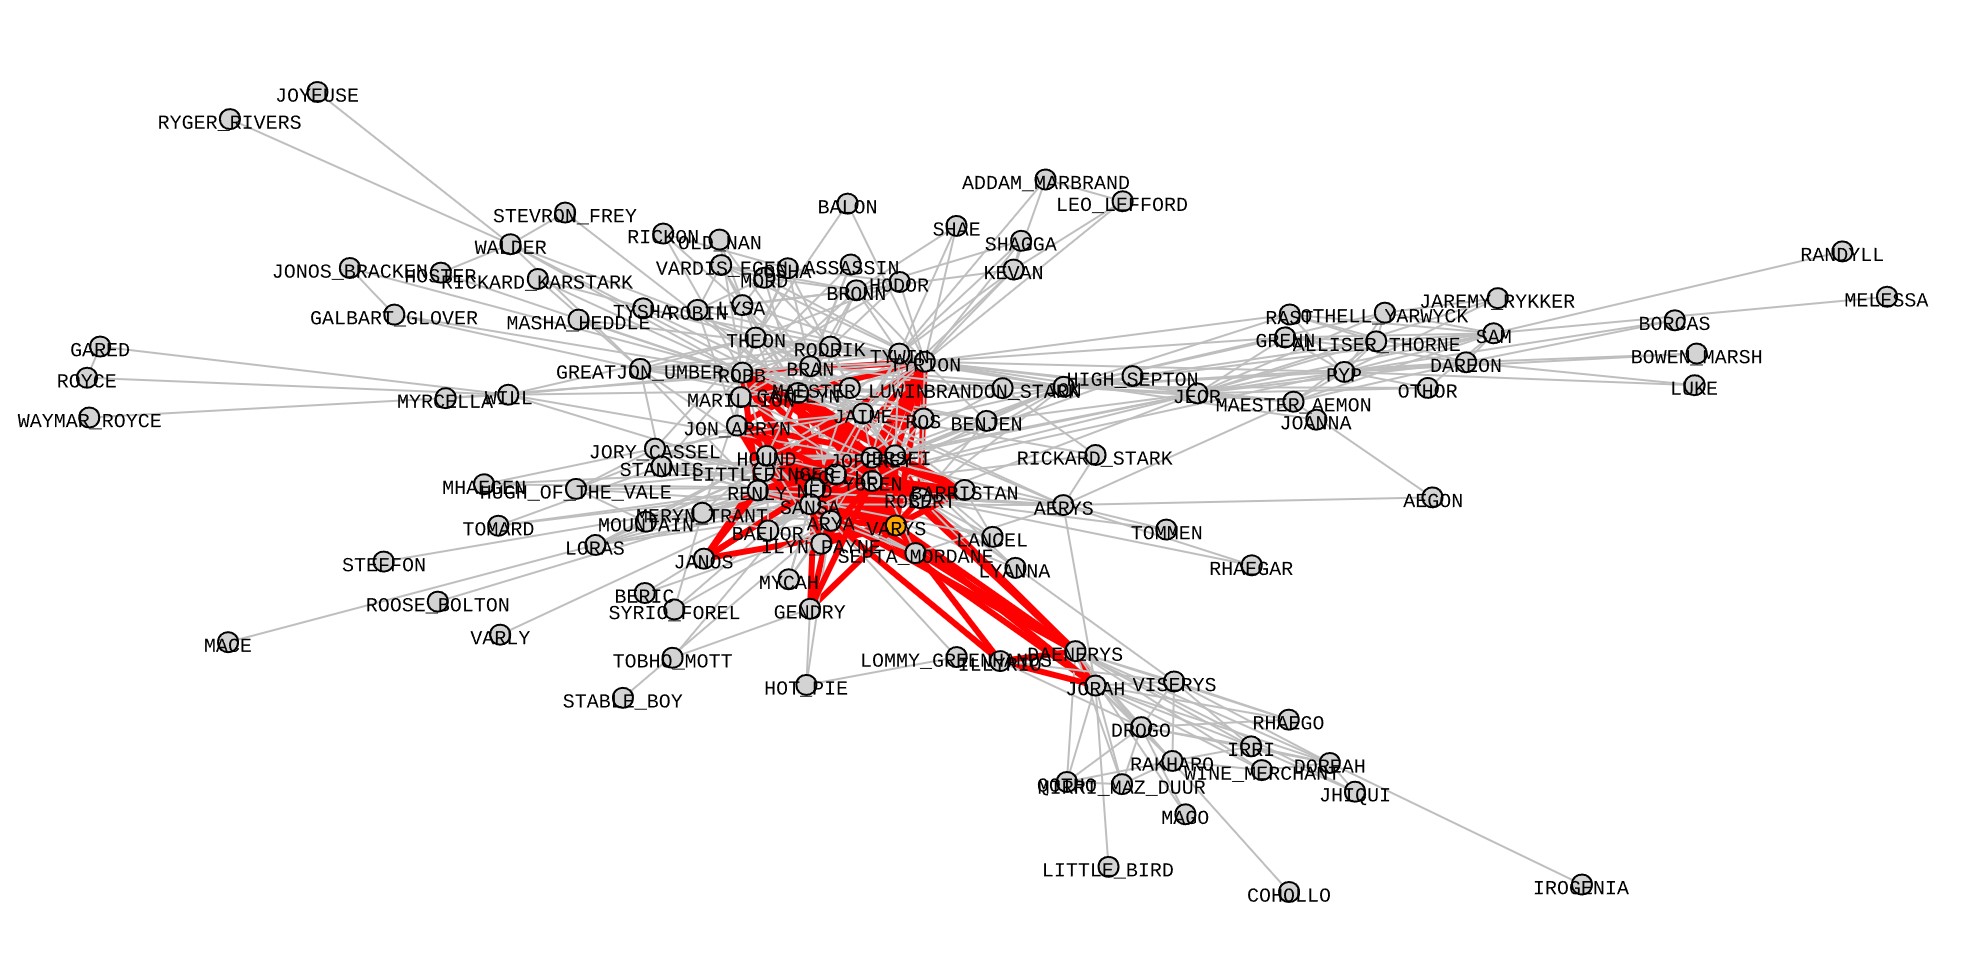 JOYEUSE
RYGER_RIVERS
ADDAM_MARBRAND
LEO_LEFFORD
BALON
STEVRON_FREY
SHAE
RICKON
OLD_NAN
SHAGGA
WALDER
RANDYLL
VARDIS_EGEN
OSHA
ASSASSIN
JONOS_BRACKEN
HOSTER
RICKARD_KARSTARK
MORD
HODOR
KEVAN
BRONN
JAREMY_RYKKER
MELESSA
TYSHA
ROBIN
LYSA
GALBART_GLOVER
MASHA_HEDDLE
RAST
OTHELL_YARWYCK
BORCAS
THEON
GRENN
ALLISER_THORNE
SAM
GARED
RODRIK
TYWIN
TYRION
BOWEN_MARSH
DAREON
ROYCE
GREATJON_UMBER
ROBB
BRAN
HIGH_SEPTON
PYP
OTHOR
LUKE
MYRCELLA
WILL
MARILLION
CATELYN
MAESTER_LUWIN
BRANDON_STARK
JON
JEOR
MAESTER_AEMON
WAYMAR_ROYCE
JON_ARRYN
JAIME
ROS
BENJEN
JOANNA
JORY_CASSEL
STANNIS
HOUND
JOFFREY
CERSEI
RICKARD_STARK
LITTLEFINGER
MHAEGEN
HUGH_OF_THE_VALE
RENLY
NED
YOREN
BARRISTAN
ROBERT
AEGON
SANSA
AERYS
MERYN_TRANT
TOMARD
MOUNTAIN
ARYA
VARYS
BAELOR
LANCEL
TOMMEN
LORAS
ILYN_PAYNE
SEPTA_MORDANE
STEFFON
JANOS
LYANNA
RHAEGAR
MYCAH
BERIC
ROOSE_BOLTON
SYRIO_FOREL
GENDRY
VARLY
MACE
TOBHO_MOTT
LOMMY_GREENHANDS
ILLYRIO
DAENERYS
HOT_PIE
JORAH
VISERYS
STABLE_BOY
DROGO
RHAEGO
IRRI
RAKHARO
WINE_MERCHANT
DOREAH
QOTHO
MIRRI_MAZ_DUUR
JHIQUI
MAGO
LITTLE_BIRD
COHOLLO
IROGENIA